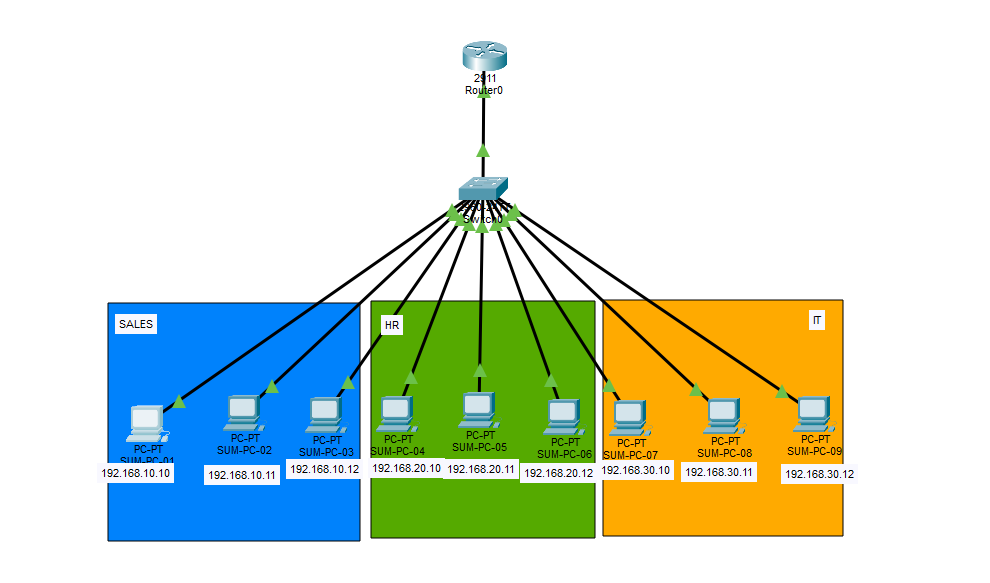 2911
Router0
Switch0
SALES
HR
IT
PC-PT
SUM-PC-01
192.168.10.10
PC-PT
SUM-PC-02
192.168.10.11
PC-PT
SUM-PC-03
192.168.10.12
PC-PT
SUM-PC-04
192.168.20.10
PC-PT
SUM-PC-05
192.168.20.11
PC-PT
SUM-PC-06
192.168.20.12
PC-PT
SUM-PC-07
192.168.30.10
PC-PT
SUM-PC-08
192.168.30.11
PC-PT
SUM-PC-09
192.168.30.12